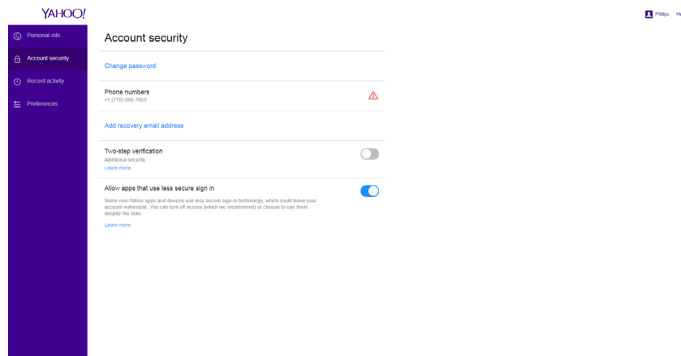 YAHOO!
Philips
Personal info
Account security
Recent activity
Preferences
Account security
Change password
Phone numbers
Add recovery email address
Two-step verification
Additional security.
Learn more
Allow apps that use less secure sign in
Some non-Yahoo apps and devices use less secure sign-in technology, which could leave your
account vulnerable. You can turn off access (which we recommend) or choose to use them
despite the risks.
Learn more